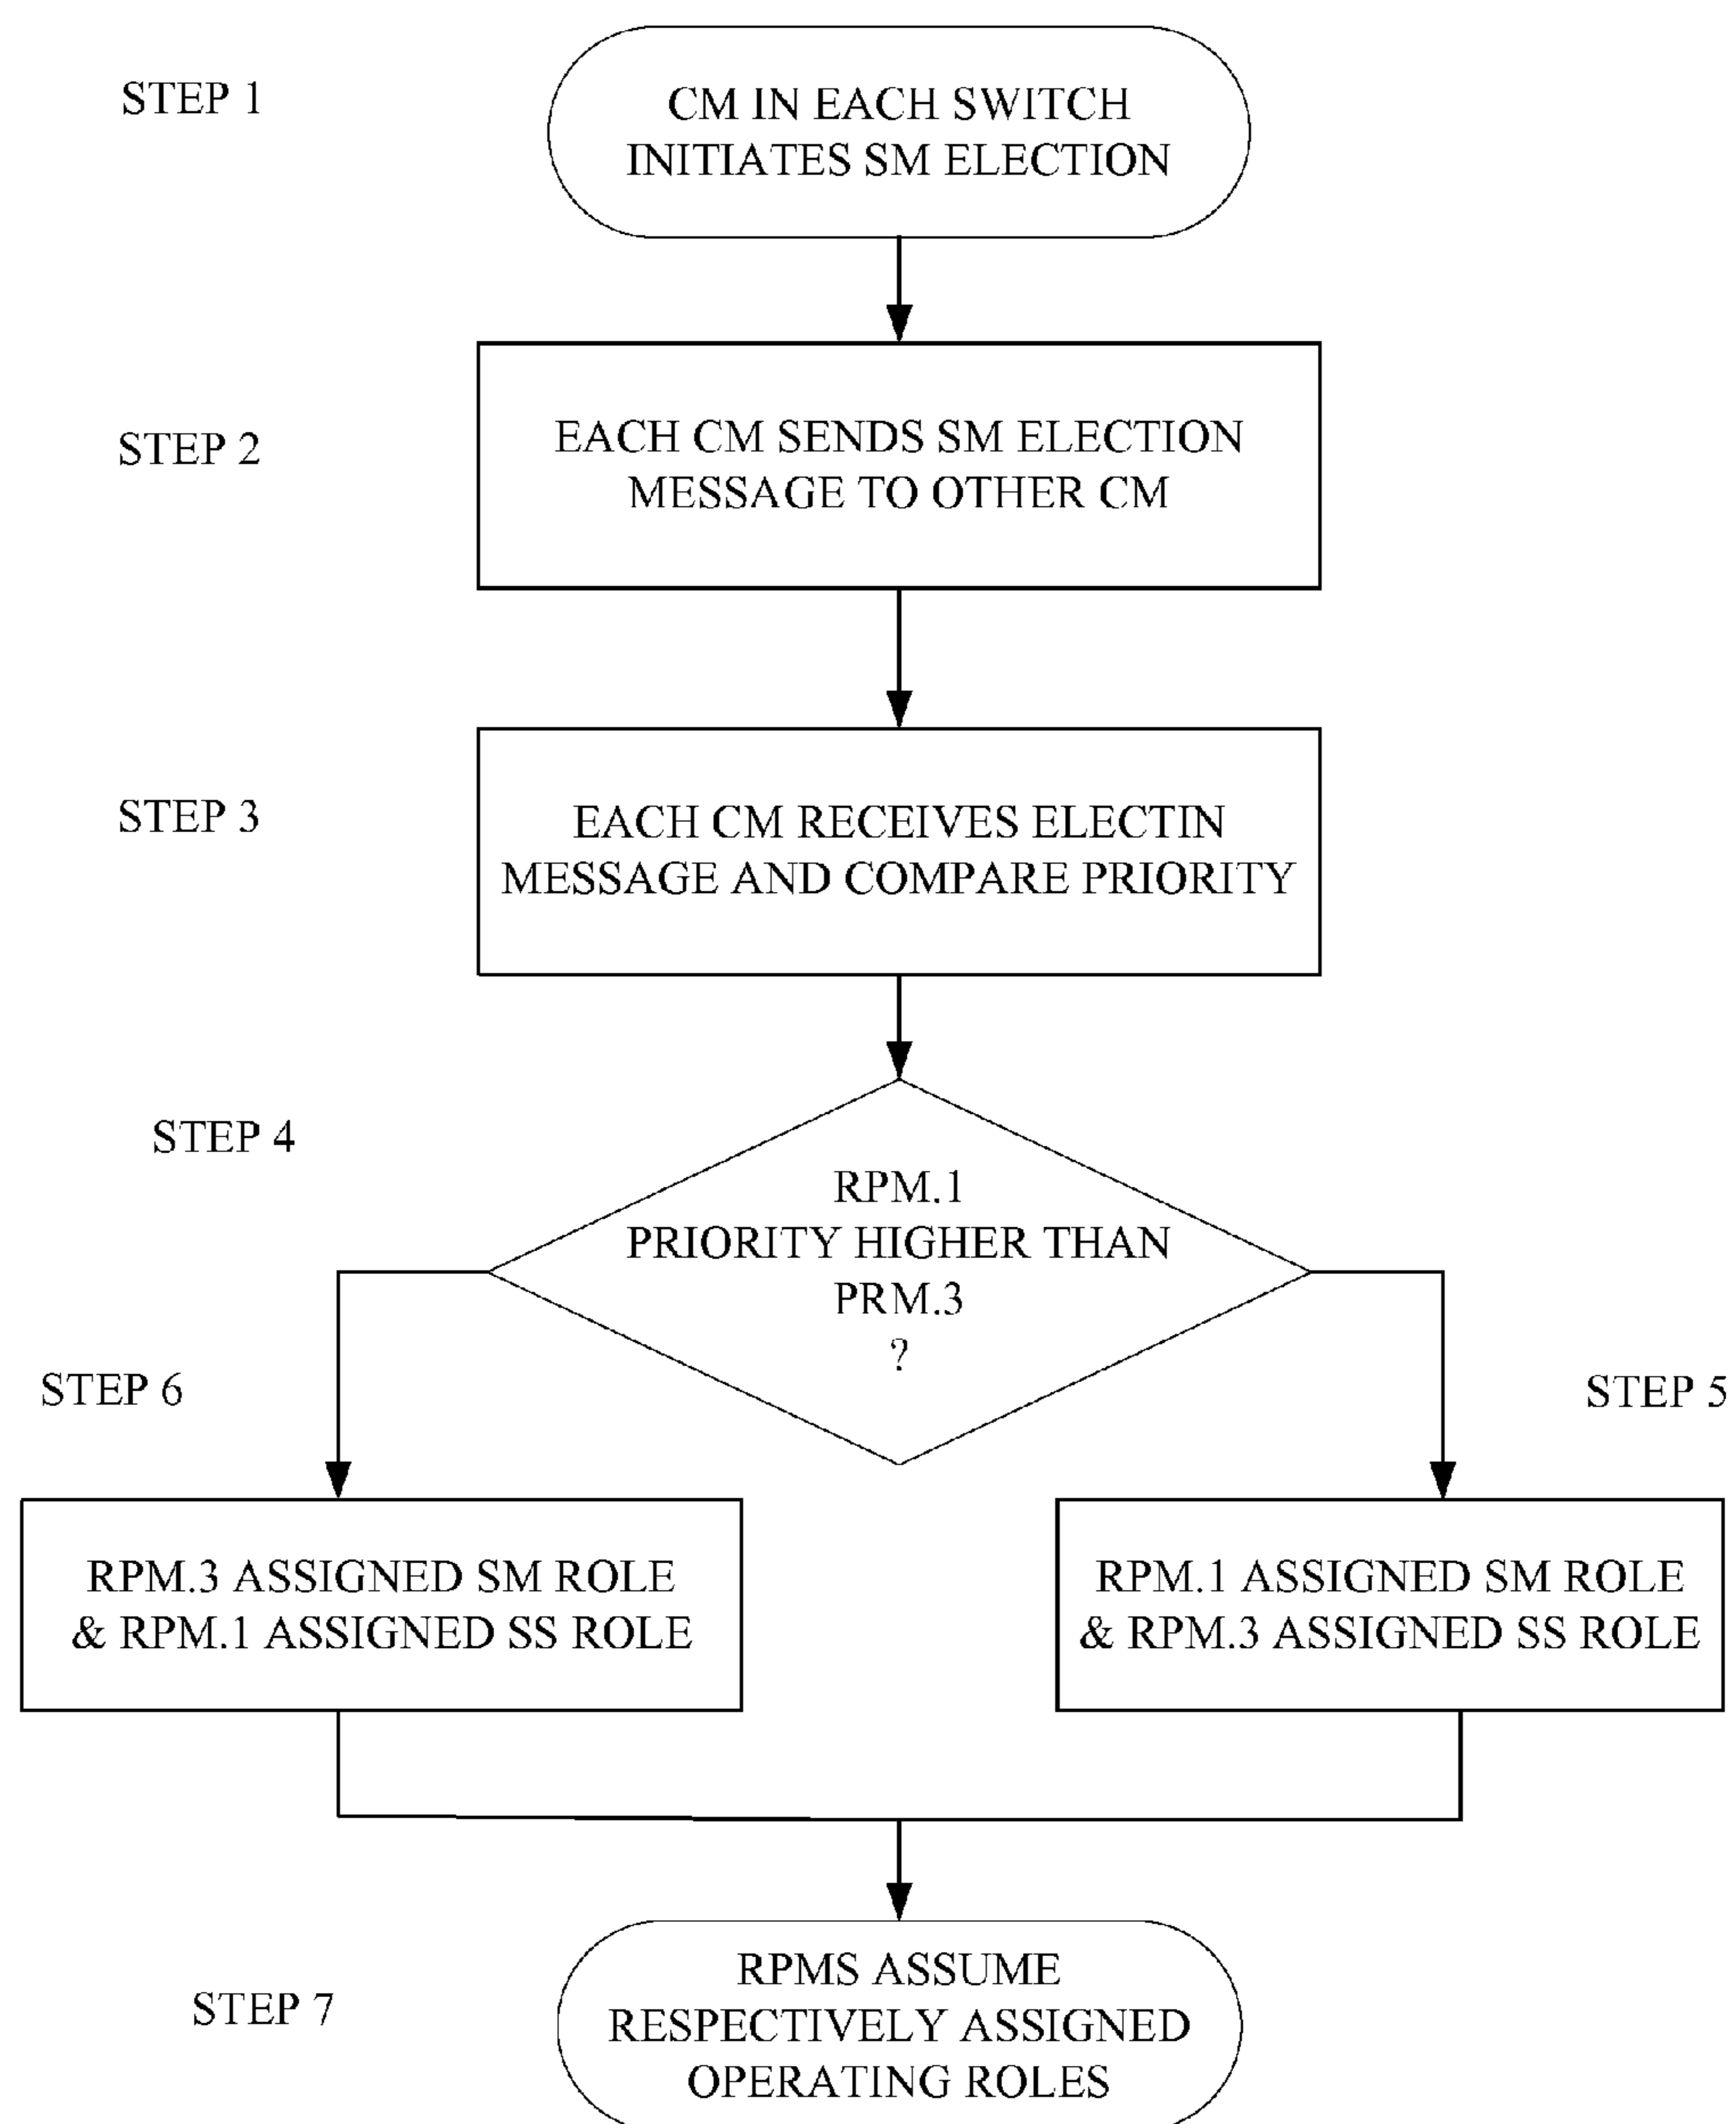 STEP 1
CM IN EACH SWITCH
INITIATES SM ELECTION
STEP 2
EACH CM SENDS SM ELECTION
MESSAGE TO OTHER CM
STEP 3
EACH CM RECEIVES ELECTIN
MESSAGE AND COMPARE PRIORITY
STEP 4
RPM.1
PRIORITY HIGHER THAN
PRM.3
?
STEP 6
STEP 5
RPM.3 ASSIGNED SM ROLE
& RPM.1 ASSIGNED SS ROLE
RPM.1 ASSIGNED SM ROLE
& RPM.3 ASSIGNED SS ROLE
STEP 7
RPMS ASSUME
RESPECTIVELY ASSIGNED
OPERATING ROLES